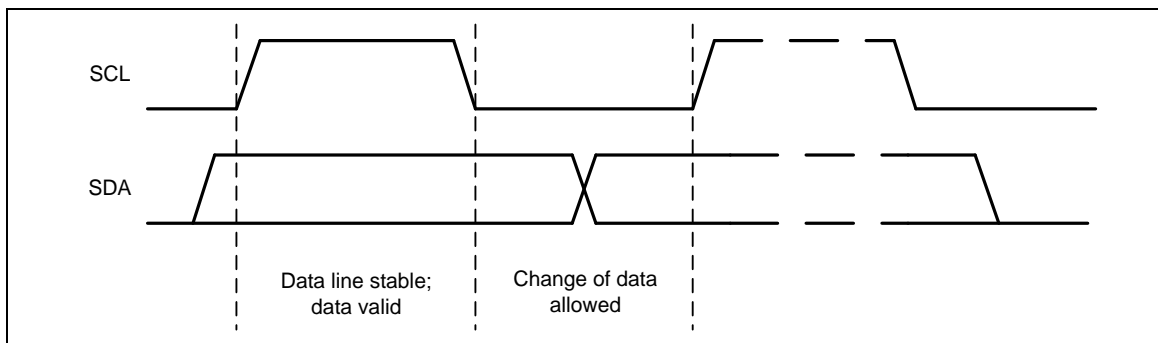 SCL
SDA
Data line stable;
data valid
Change of data
allowed